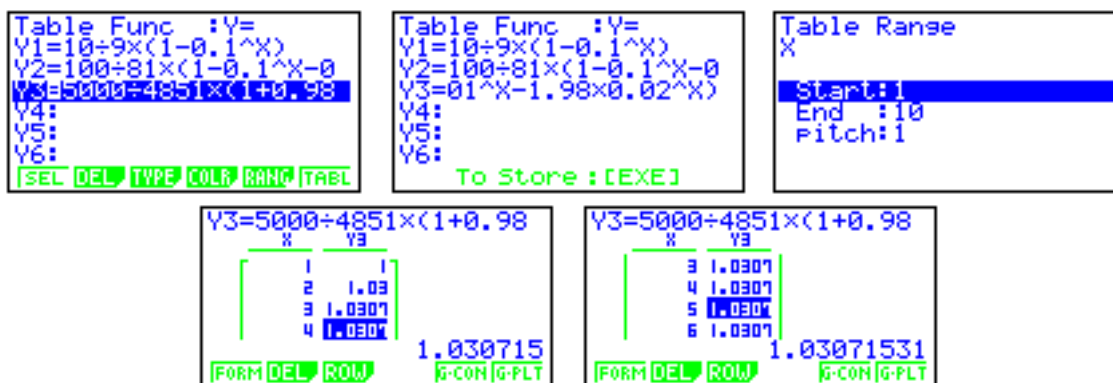 Table Func :Y=
Y1=10÷9×(1-0.1^X)
Y2=100÷81×(1-0.1^X-0
Y3=5000÷4851×(1+0.98
Y4:
Y5:
Y6:
SEL DEL TYPE COLR RANG TABL
Table Func :Y=
Y1=10÷9×(1-0.1^X)
Y2=100÷81×(1-0.1^X-0
Y3=01^X-1.98×0.02^X)
Y4:
Y5:
Y6:
To Store :[EXE]
Table Range
X
Start:1
End :10
pitch:1
Y3=5000÷4851×(1+0.98
X Y3
1 1
2 1.03
3 1.0307
4 1.0307
1.030715
FORM DEL ROW G·CON G·PLT
Y3=5000÷4851×(1+0.98
X Y3
3 1.0307
4 1.0307
5 1.0307
6 1.0307
1.03071531
FORM DEL ROW G·CON G·PLT